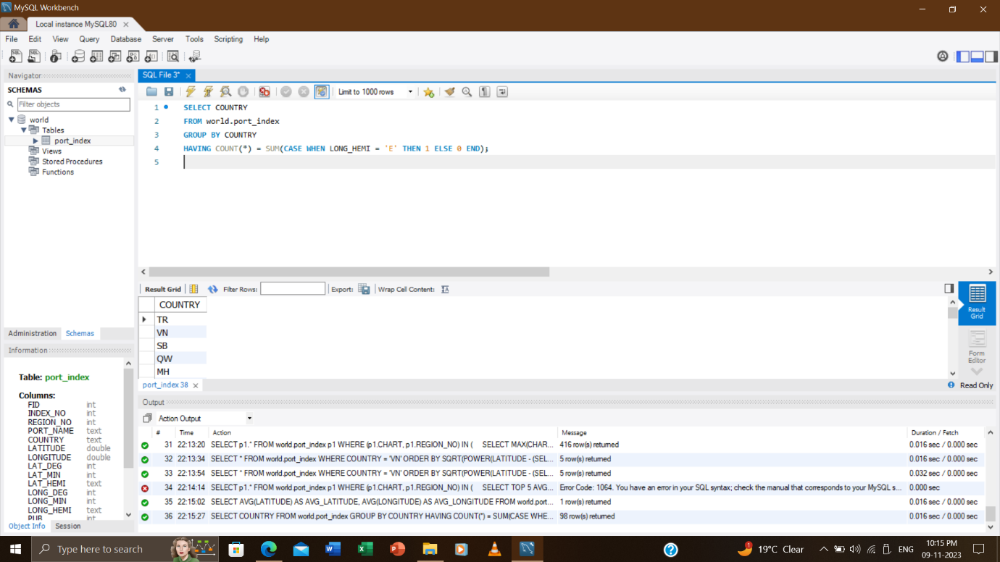 MySQL Workbench
Local instance MySQL80
File Edit View Query Database Server Tools Scripting Help
Navigator
SCHEMAS
Filter objects
world
Tables
port_index
Views
Stored Procedures
Functions
Administration Schemas
Information
Table: port_index
Columns:
FID int
INDEX_NO int
REGION_NO int
PORT_NAME text
COUNTRY text
LATITUDE double
LONGITUDE double
LAT_DEG int
LAT_MIN int
LAT_HEMI text
LONG_DEG int
LONG_MIN int
LONG_HEMI text
PUB int
Object Info Session
SQL File 3*
Limit to 1000 rows
1 SELECT COUNTRY
2 FROM world.port_index
3 GROUP BY COUNTRY
4 HAVING COUNT(*) = SUM(CASE WHEN LONG_HEMI = 'E' THEN 1 ELSE 0 END);
5
Result Grid Filter Rows: Export: Wrap Cell Content:
COUNTRY
TR
VN
SB
QW
MH
Result Grid
Form Editor
port_index 38
Read Only
Output
Action Output
# Time Action Message Duration / Fetch
31 22:13:20 SELECT p1.* FROM world.port_index p1 WHERE (p1.CHART, p1.REGION_NO) IN ( SELECT MAX(CHAR... 416 row(s) returned 0.016 sec / 0.000 sec
32 22:13:34 SELECT * FROM world.port_index WHERE COUNTRY = 'VN' ORDER BY SQRT(POWER(LATITUDE - (SEL... 5 row(s) returned 0.016 sec / 0.000 sec
33 22:13:54 SELECT * FROM world.port_index WHERE COUNTRY = 'VN' ORDER BY SQRT(POWER(LATITUDE - (SEL... 5 row(s) returned 0.032 sec / 0.000 sec
34 22:14:14 SELECT p1.* FROM world.port_index p1 WHERE (p1.CHART, p1.REGION_NO) IN ( SELECT TOP 5 AVG... Error Code: 1064. You have an error in your SQL syntax; check the manual that corresponds to your MySQL s... 0.000 sec
35 22:15:02 SELECT AVG(LATITUDE) AS AVG_LATITUDE, AVG(LONGITUDE) AS AVG_LONGITUDE FROM world.port... 1 row(s) returned 0.016 sec / 0.000 sec
36 22:15:27 SELECT COUNTRY FROM world.port_index GROUP BY COUNTRY HAVING COUNT(*) = SUM(CASE WHE... 98 row(s) returned 0.016 sec / 0.000 sec
Type here to search
1 19°C Clear ENG 10:15 PM
09-11-2023